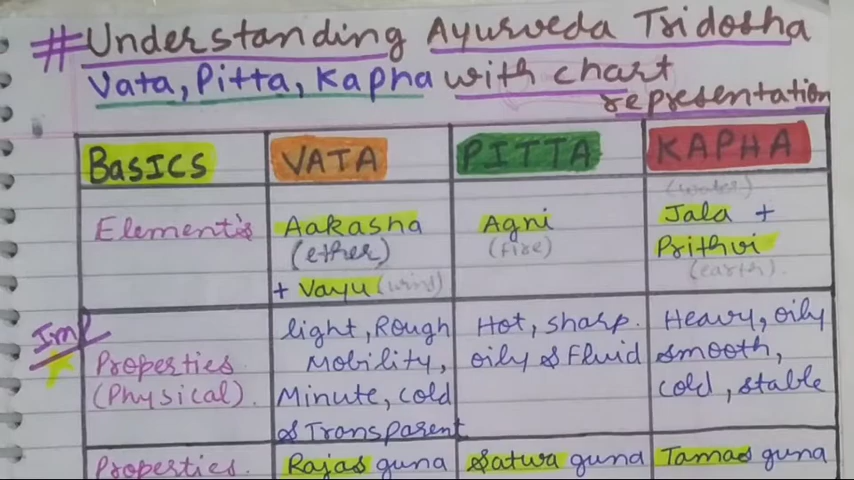 #Understanding Ayurveda Tridosha
Vata, Pitta, Kapha with chart
representation
BASICS VATA PITTA KAPHA
Element's Aakasha (ether) + Vayu (wind)
Agni (fire)
(water) Jala + Prithvi (earth).
Imp
Properties. (Physical).
light, Rough
Mobility,
Minute, cold
& Transparent
Hot, sharp.
oily & Fluid
Heavy, oily
smooth,
cold, stable
Properties. Rajas guna Satwa guna Tamas guna